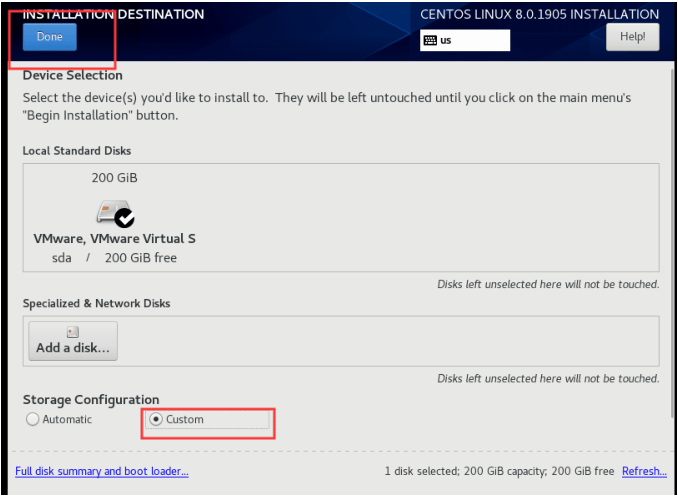 INSTALLATION DESTINATION
CENTOS LINUX 8.0.1905 INSTALLATION
Done
us
Help!
Device Selection
Select the device(s) you'd like to install to. They will be left untouched until you click on the main menu's
"Begin Installation" button.
Local Standard Disks
200 GiB
VMware, VMware Virtual S
sda / 200 GiB free
Disks left unselected here will not be touched.
Specialized & Network Disks
Add a disk...
Disks left unselected here will not be touched.
Storage Configuration
Automatic
Custom
Full disk summary and boot loader...
1 disk selected; 200 GiB capacity; 200 GiB free Refresh...